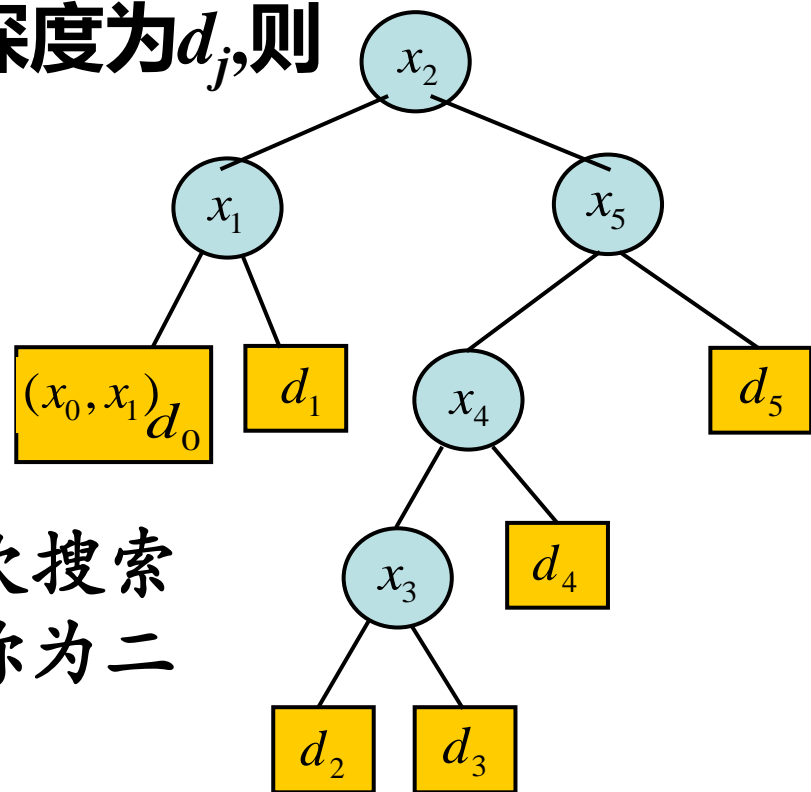 深度为dⱼ,则
x₂
x₁
x₅
(x₀, x₁) d₀
d₁
x₄
d₅
次搜索
x₃
d₄
称为二
d₂
d₃